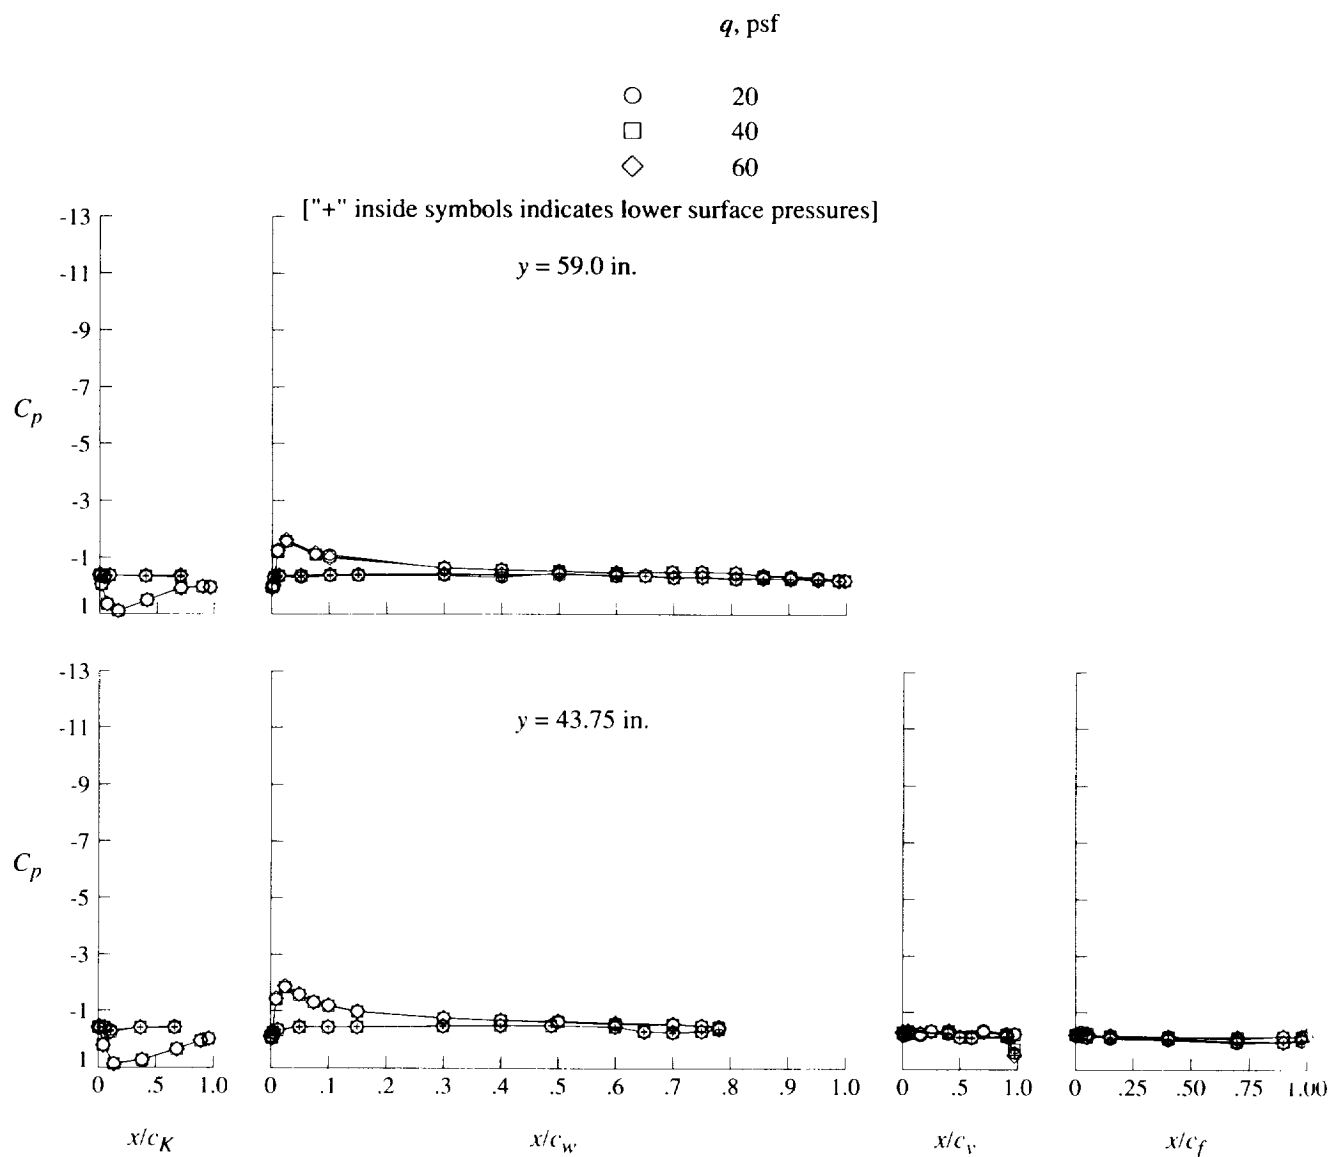 q, psf
20
40
60
["+" inside symbols indicates lower surface pressures]
y = 59.0 in.
-13
-11
-9
-7
-5
-3
-1
1
C_p
y = 43.75 in.
-13
-11
-9
-7
-5
-3
-1
1
C_p
0 .5 1.0 0 .1 .2 .3 .4 .5 .6 .7 .8 .9 1.0 0 .5 1.0 0 .25 .50 .75 1.00
x/c_K x/c_w x/c_v x/c_f